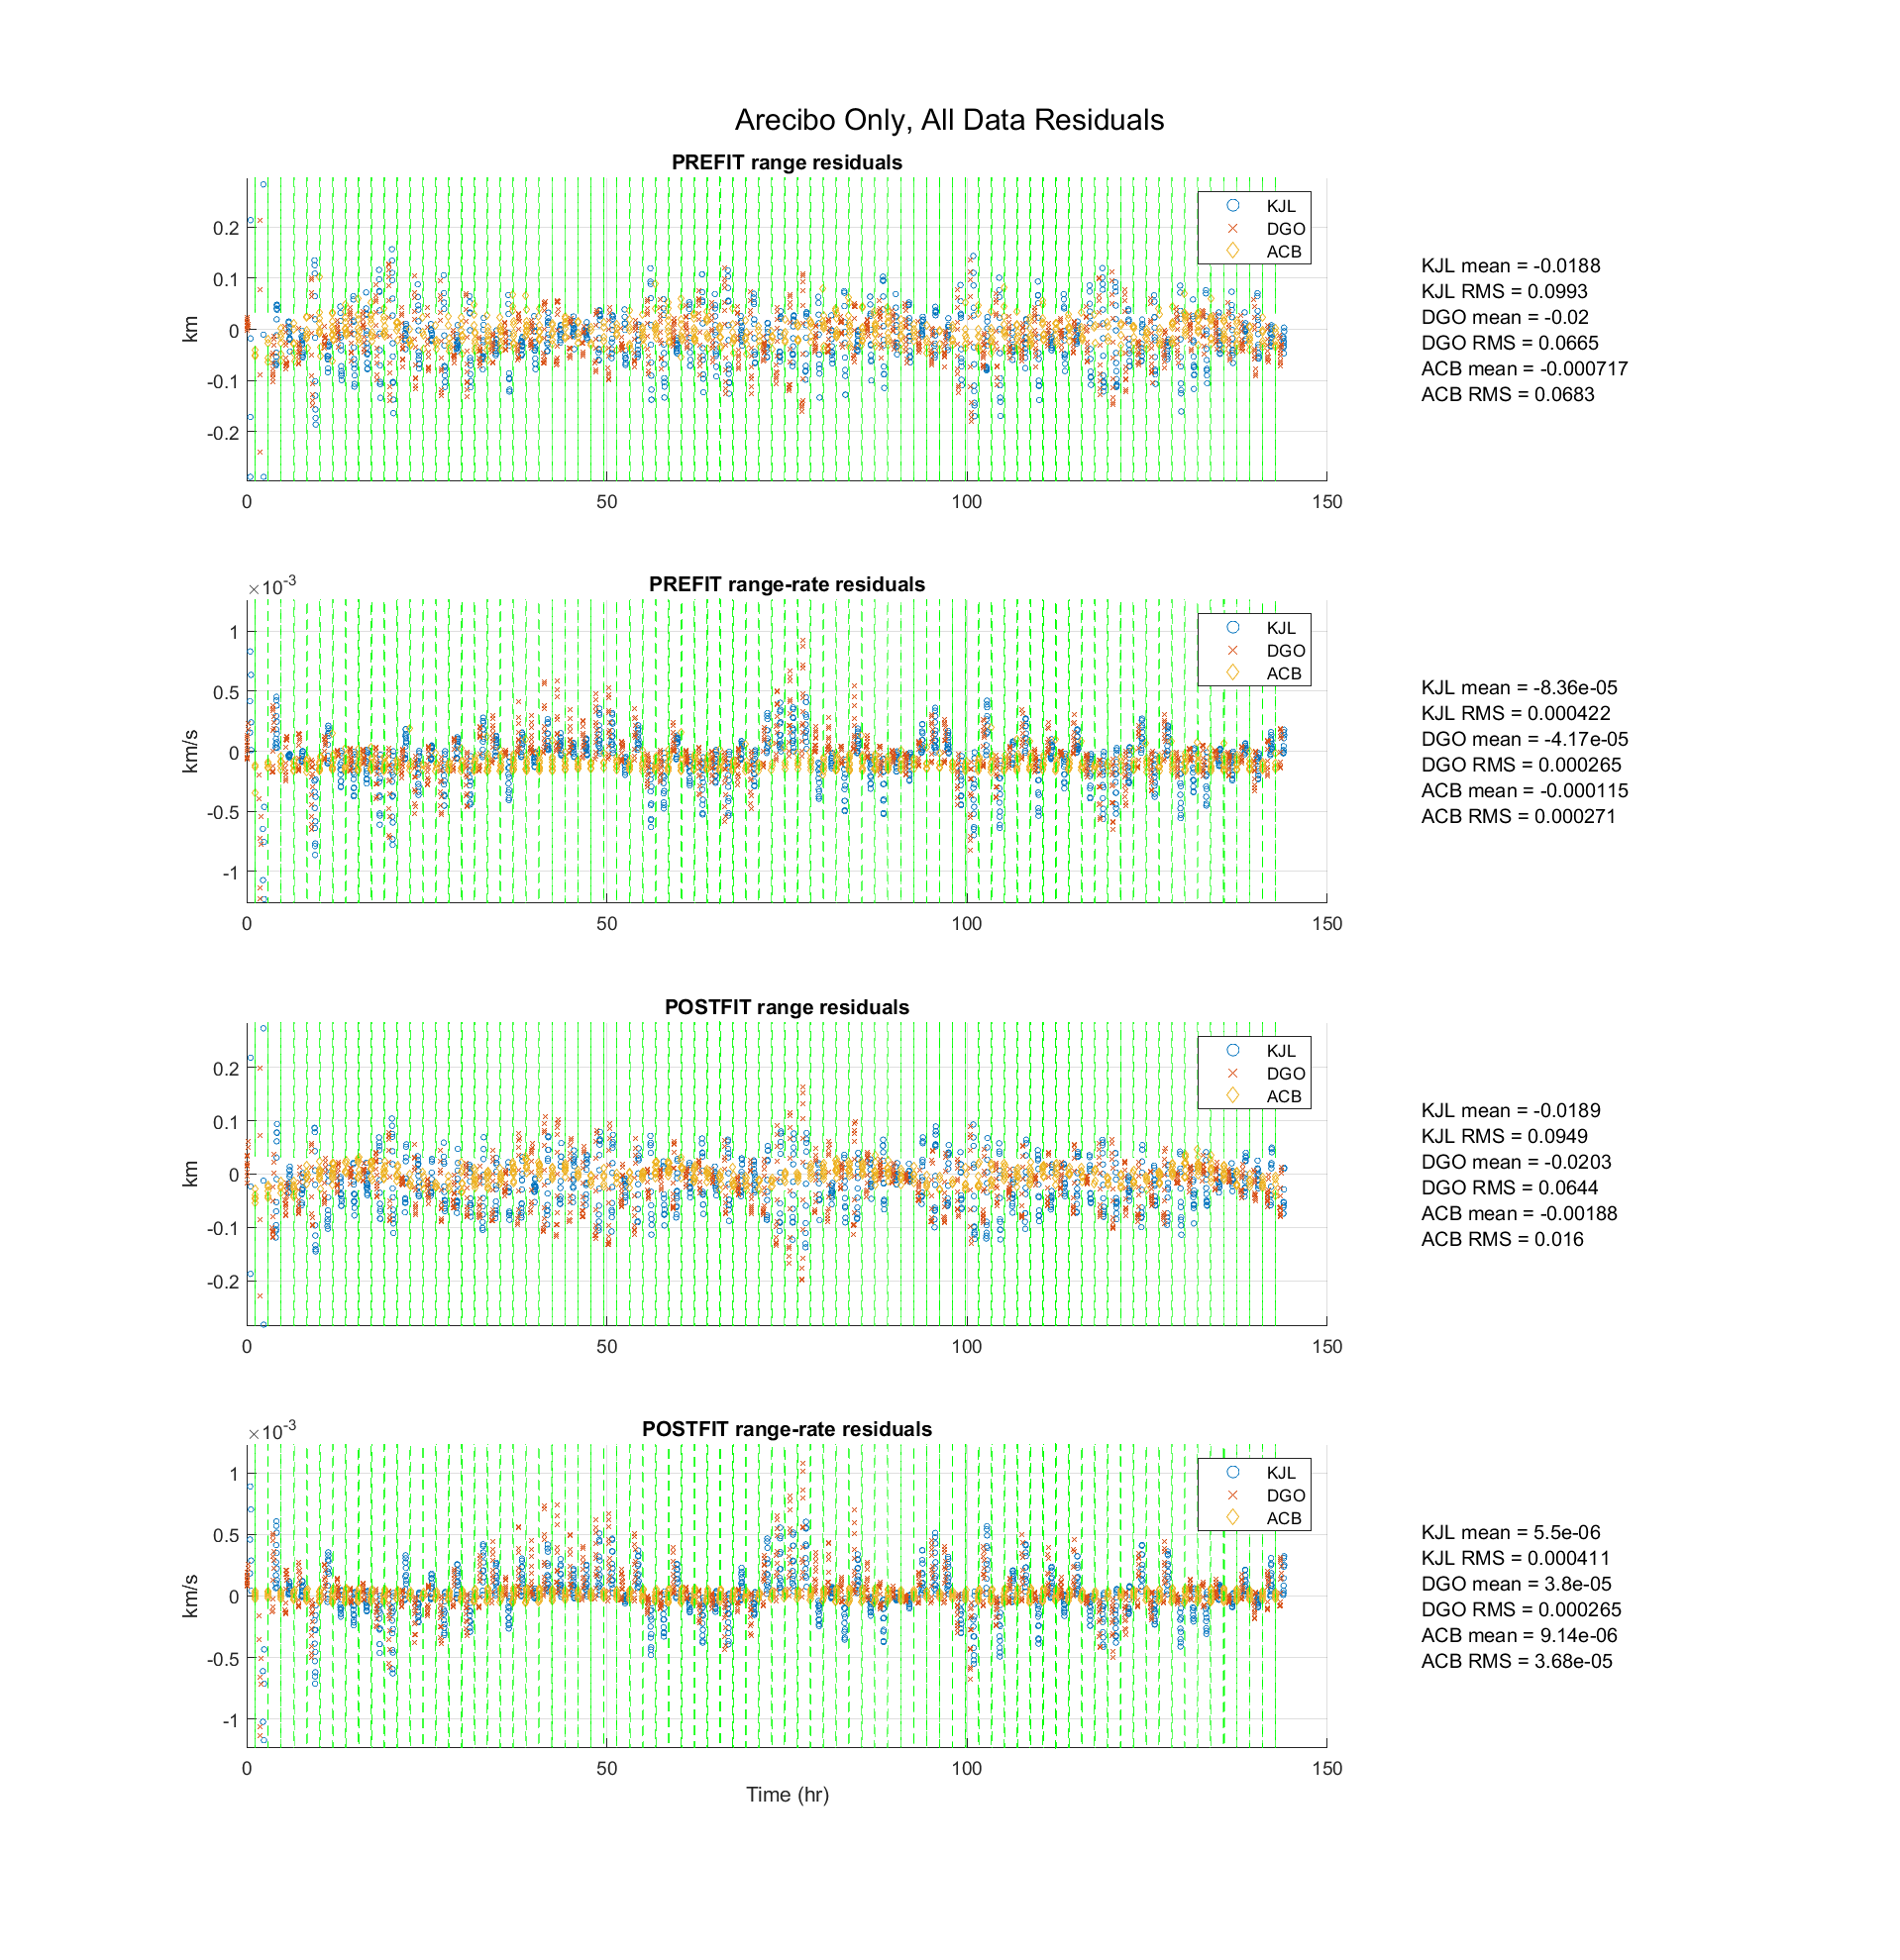 Arecibo Only, All Data Residuals
PREFIT range residuals
km
0.2
0.1
0
-0.1
-0.2
0 50 100 150
KJL
DGO
ACB
KJL mean = -0.0188
KJL RMS = 0.0993
DGO mean = -0.02
DGO RMS = 0.0665
ACB mean = -0.000717
ACB RMS = 0.0683
PREFIT range-rate residuals
×10-3
km/s
1
0.5
0
-0.5
-1
0 50 100 150
KJL
DGO
ACB
KJL mean = -8.36e-05
KJL RMS = 0.000422
DGO mean = -4.17e-05
DGO RMS = 0.000265
ACB mean = -0.000115
ACB RMS = 0.000271
POSTFIT range residuals
km
0.2
0.1
0
-0.1
-0.2
0 50 100 150
KJL
DGO
ACB
KJL mean = -0.0189
KJL RMS = 0.0949
DGO mean = -0.0203
DGO RMS = 0.0644
ACB mean = -0.00188
ACB RMS = 0.016
POSTFIT range-rate residuals
×10-3
km/s
1
0.5
0
-0.5
-1
0 50 100 150
Time (hr)
KJL
DGO
ACB
KJL mean = 5.5e-06
KJL RMS = 0.000411
DGO mean = 3.8e-05
DGO RMS = 0.000265
ACB mean = 9.14e-06
ACB RMS = 3.68e-05